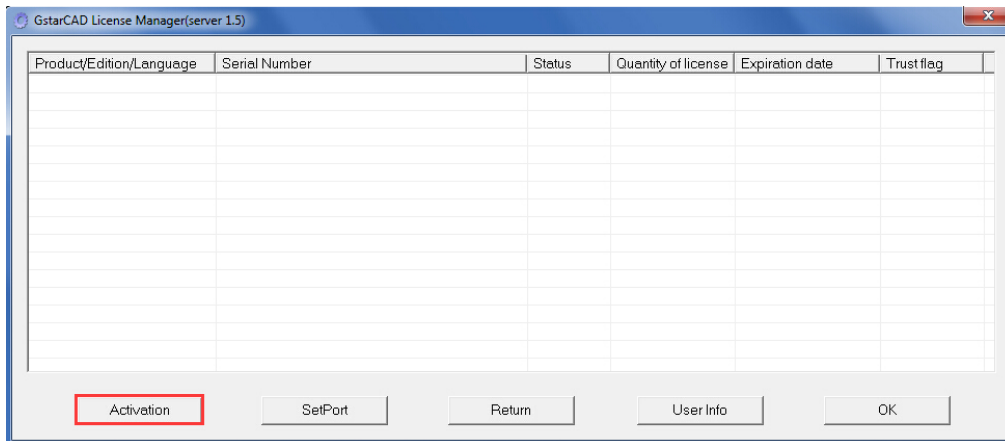 GstarCAD License Manager(server 1.5)
Product/Edition/Language Serial Number Status Quantity of license Expiration date Trust flag
Activation SetPort Return User Info OK